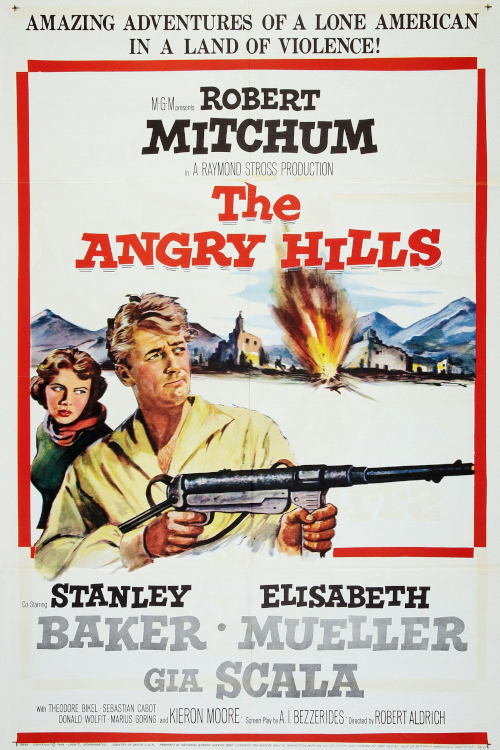 AMAZING ADVENTURES OF A LONE AMERICAN
IN A LAND OF VIOLENCE!
M-G-M presents ROBERT
MITCHUM
in A RAYMOND STROSS PRODUCTION
The
ANGRY HILLS
Co-Starring STANLEY ELISABETH
BAKER · MUELLER
GIA SCALA
with THEODORE BIKEL · SEBASTIAN CABOT
DONALD WOLFIT · MARIUS GORING and KIERON MOORE · Screen Play by A. I. BEZZERIDES · Directed by ROBERT ALDRICH